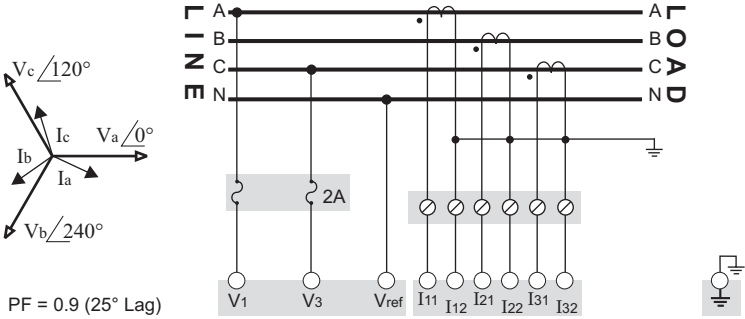 A
B
C
N
LINE
A
B
C
N
LOAD
Vc/120°
Ic
Va/0°
Ib
Ia
Vb/240°
2A
V1
V3
Vref
I11
I12
I21
I22
I31
I32
PF = 0.9 (25° Lag)